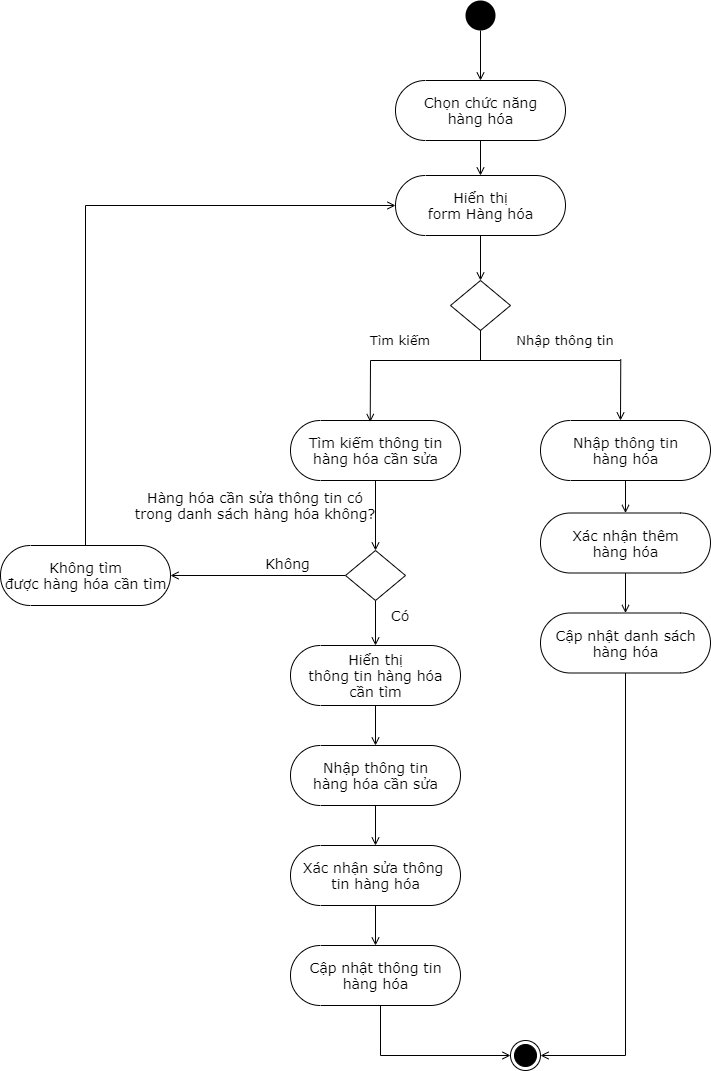 Chọn chức năng
hàng hóa
Hiển thị
form Hàng hóa
Tìm kiếm
Nhập thông tin
Tìm kiếm thông tin
hàng hóa cần sửa
Nhập thông tin
hàng hóa
Hàng hóa cần sửa thông tin có
trong danh sách hàng hóa không?
Xác nhận thêm
hàng hóa
Không
Không tìm
được hàng hóa cần tìm
Có
Cập nhật danh sách
hàng hóa
Hiển thị
thông tin hàng hóa
cần tìm
Nhập thông tin
hàng hóa cần sửa
Xác nhận sửa thông
tin hàng hóa
Cập nhật thông tin
hàng hóa